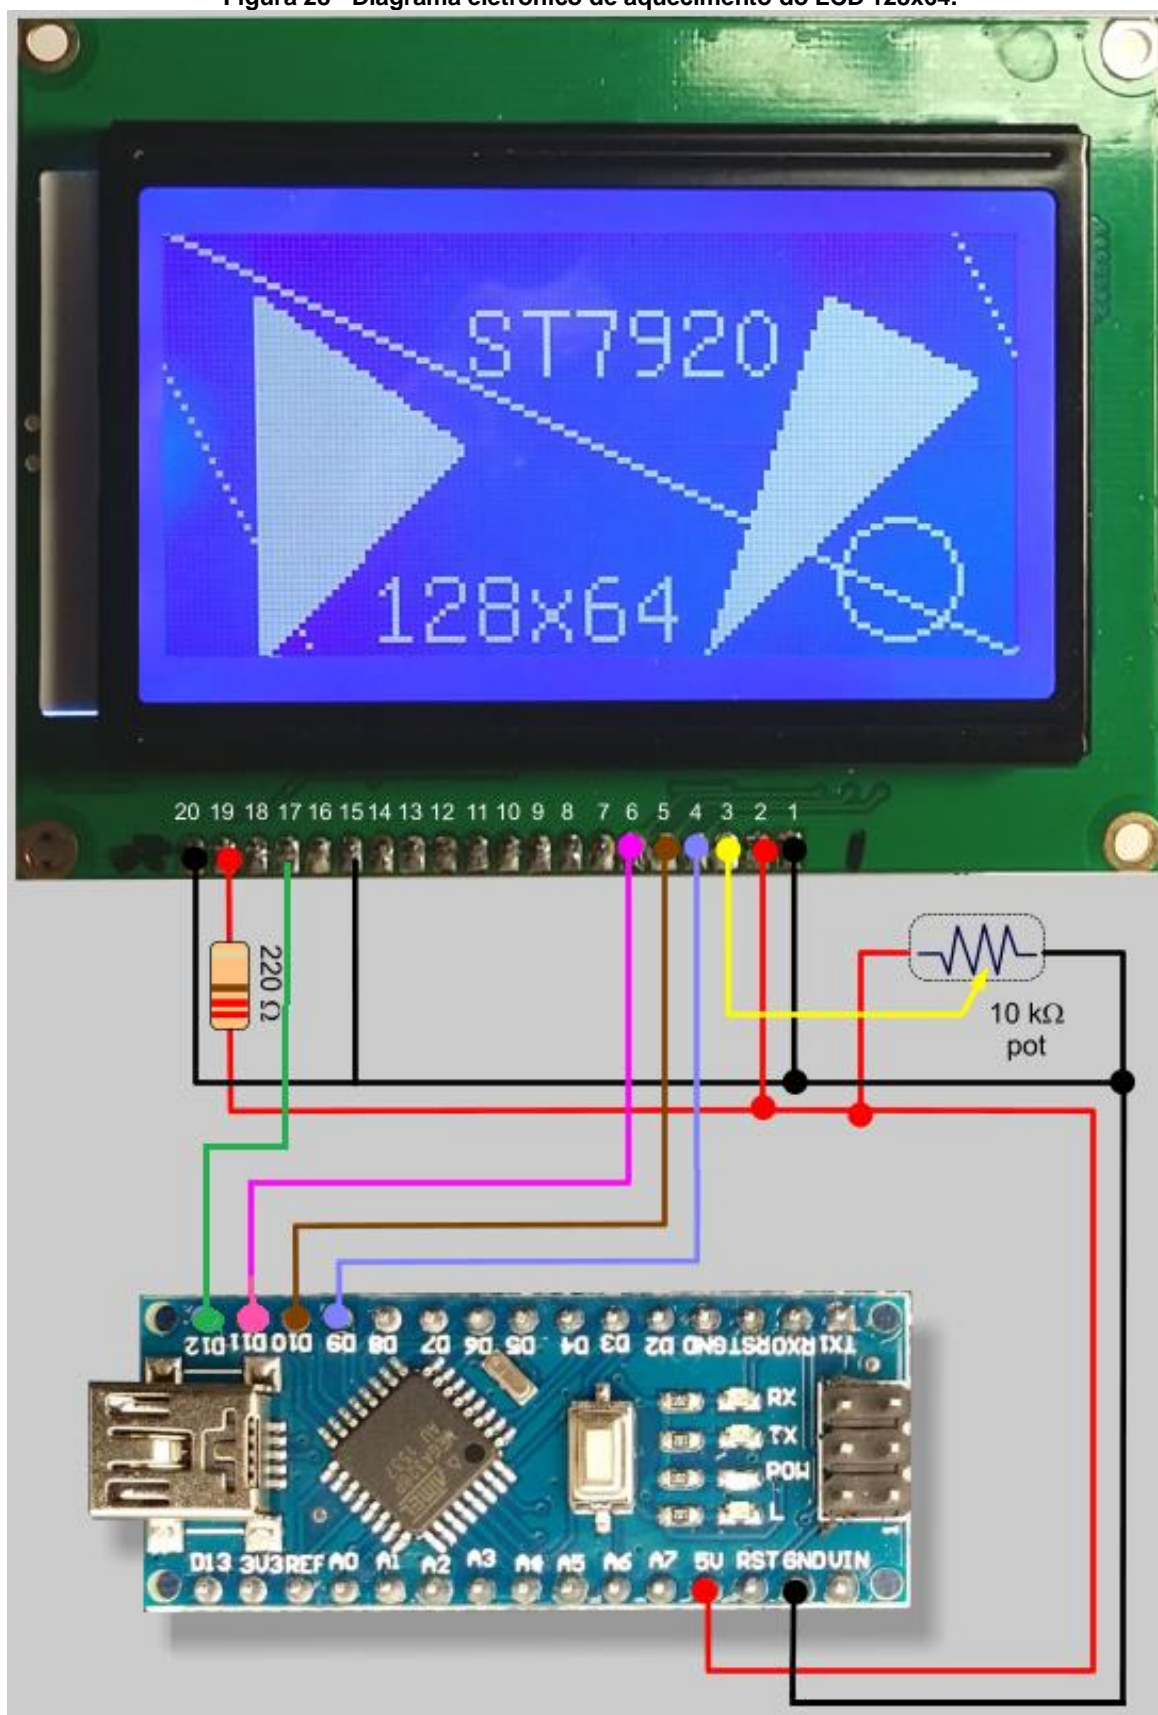 Figura 28 - Diagrama eletrônico de aquecimento do LCD 128x64.
ST7920
128x64
20 19 18 17 16 15 14 13 12 11 10 9 8 7 6 5 4 3 2 1
220 Ω
10 kΩ
pot
D12 D11 D10 D9 D8 D7 D6 D5 D4 D3 D2 GND RST RX0 TX1
RX
TX
POW
L
1
D13 3V3 REF A0 A1 A2 A3 A4 A5 A6 A7 5V RST GND VIN